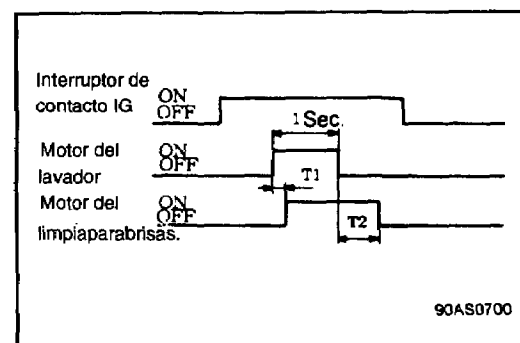 Interruptor de
contacto IG
ON
OFF
1 Sec.
Motor del
lavador
ON
OFF
T1
Motor del
limpiaparabrisas.
ON
OFF
T2
90AS0700